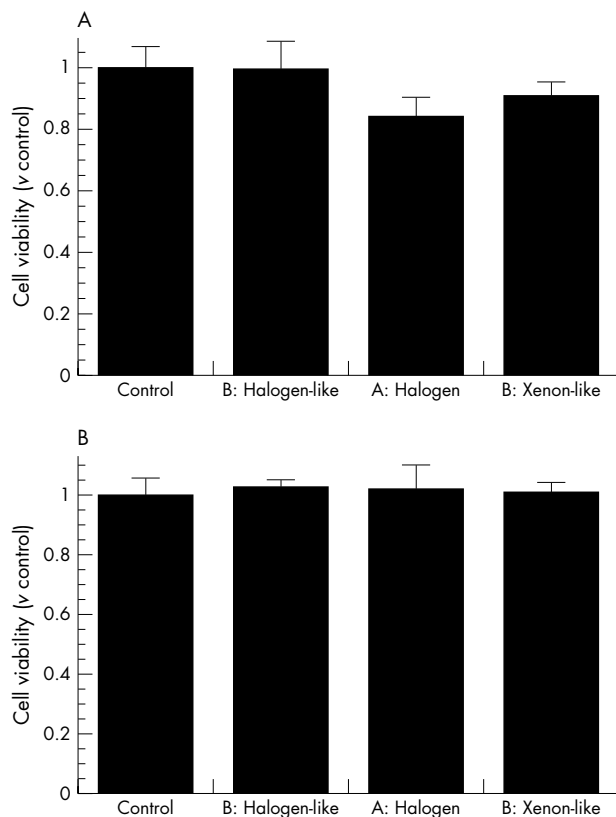 A
Cell viability (v control)
1
0.8
0.6
0.4
0.2
0
Control
B: Halogen-like
A: Halogen
B: Xenon-like
B
Cell viability (v control)
1
0.8
0.6
0.4
0.2
0
Control
B: Halogen-like
A: Halogen
B: Xenon-like